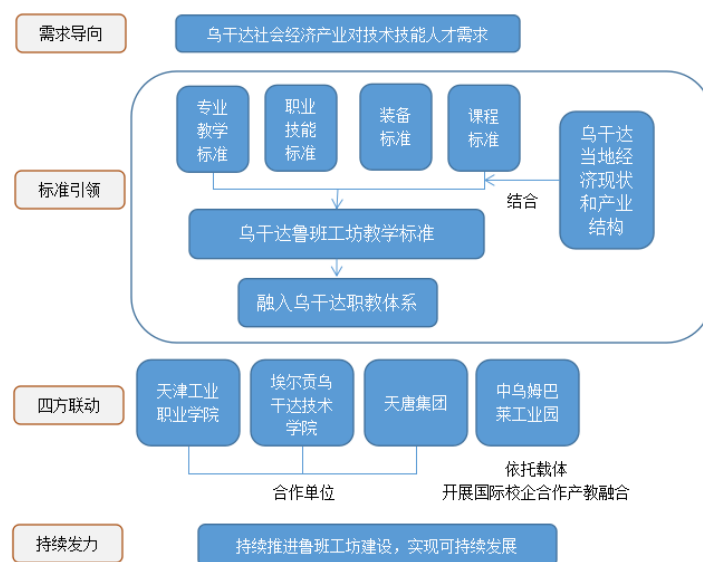 需求导向
乌干达社会经济产业对技术技能人才需求
标准引领
专业
教学
标准
职业
技能
标准
装备
标准
课程
标准
乌干达
当地经
济现状
和产业
结构
结合
乌干达鲁班工坊教学标准
融入乌干达职教体系
四方联动
天津工业
职业学院
埃尔贡乌
干达技术
学院
天唐集团
中乌姆巴
莱工业园
合作单位
依托载体
开展国际校企合作产教融合
持续发力
持续推进鲁班工坊建设，实现可持续发展